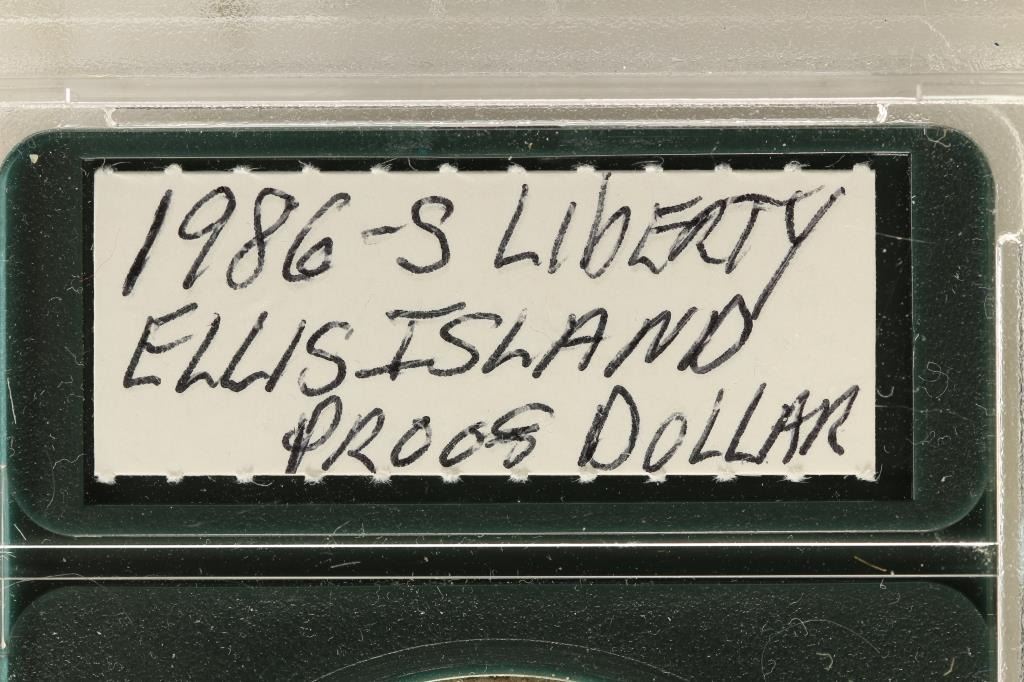 1986-S LIbERTY
ELLIS ISLAND
PROOF DOLLAR